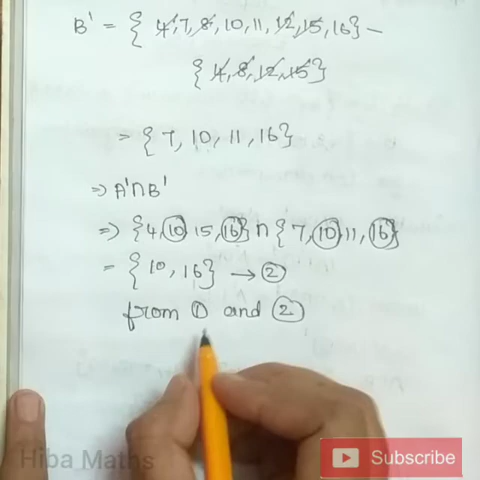 B' = { 4, 7, 8, 10, 11, 12, 15, 16} –
{4, 8, 12, 15}
= { 7, 10, 11, 16}
⇒ A'∩B'
⇒ {4, 10 15, 16} ∩ { 7, 10, 11, 16}
= { 10, 16} → ②
from ① and ②
Hiba Maths
Subscribe